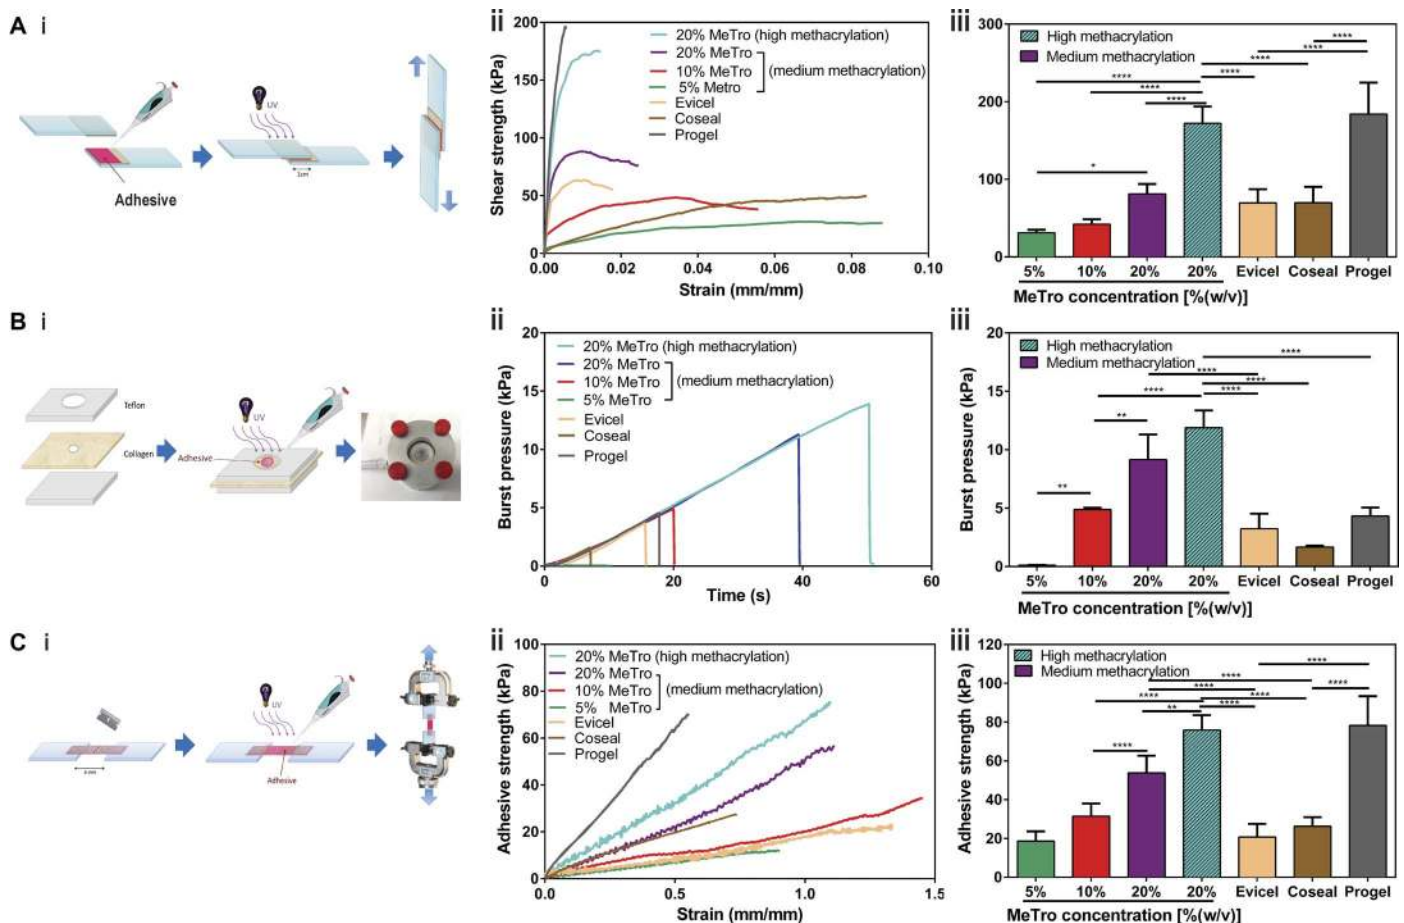 A i
UV
1cm
Adhesive
ii
Shear strength (kPa)
200
150
100
50
0
20% MeTro (high methacrylation)
20% MeTro
10% MeTro
(medium methacrylation)
5% Metro
Evicel
Coseal
Progel
0.00 0.02 0.04 0.06 0.08 0.10
Strain (mm/mm)
iii
Shear strength (kPa)
300
200
100
0
High methacrylation
Medium methacrylation
****
****
****
****
****
****
****
*
5% 10% 20% 20% Evicel Coseal Progel
MeTro concentration [%(w/v)]
B i
Teflon
Collagen
UV
Adhesive
ii
Burst pressure (kPa)
20
15
10
5
0
20% MeTro (high methacrylation)
20% MeTro
10% MeTro
(medium methacrylation)
5% MeTro
Evicel
Coseal
Progel
0 20 40 60
Time (s)
iii
Burst pressure (kPa)
20
15
10
5
0
High methacrylation
Medium methacrylation
****
****
****
****
****
**
**
5% 10% 20% 20% Evicel Coseal Progel
MeTro concentration [%(w/v)]
C i
UV
Adhesive
ii
Adhesive strength (kPa)
100
80
60
40
20
0
20% MeTro (high methacrylation)
20% MeTro
10% MeTro
(medium methacrylation)
5% MeTro
Evicel
Coseal
Progel
0.0 0.5 1.0 1.5
Strain (mm/mm)
iii
Adhesive strength (kPa)
120
100
80
60
40
20
0
High methacrylation
Medium methacrylation
****
****
****
****
****
****
**
****
****
5% 10% 20% 20% Evicel Coseal Progel
MeTro concentration [%(w/v)]